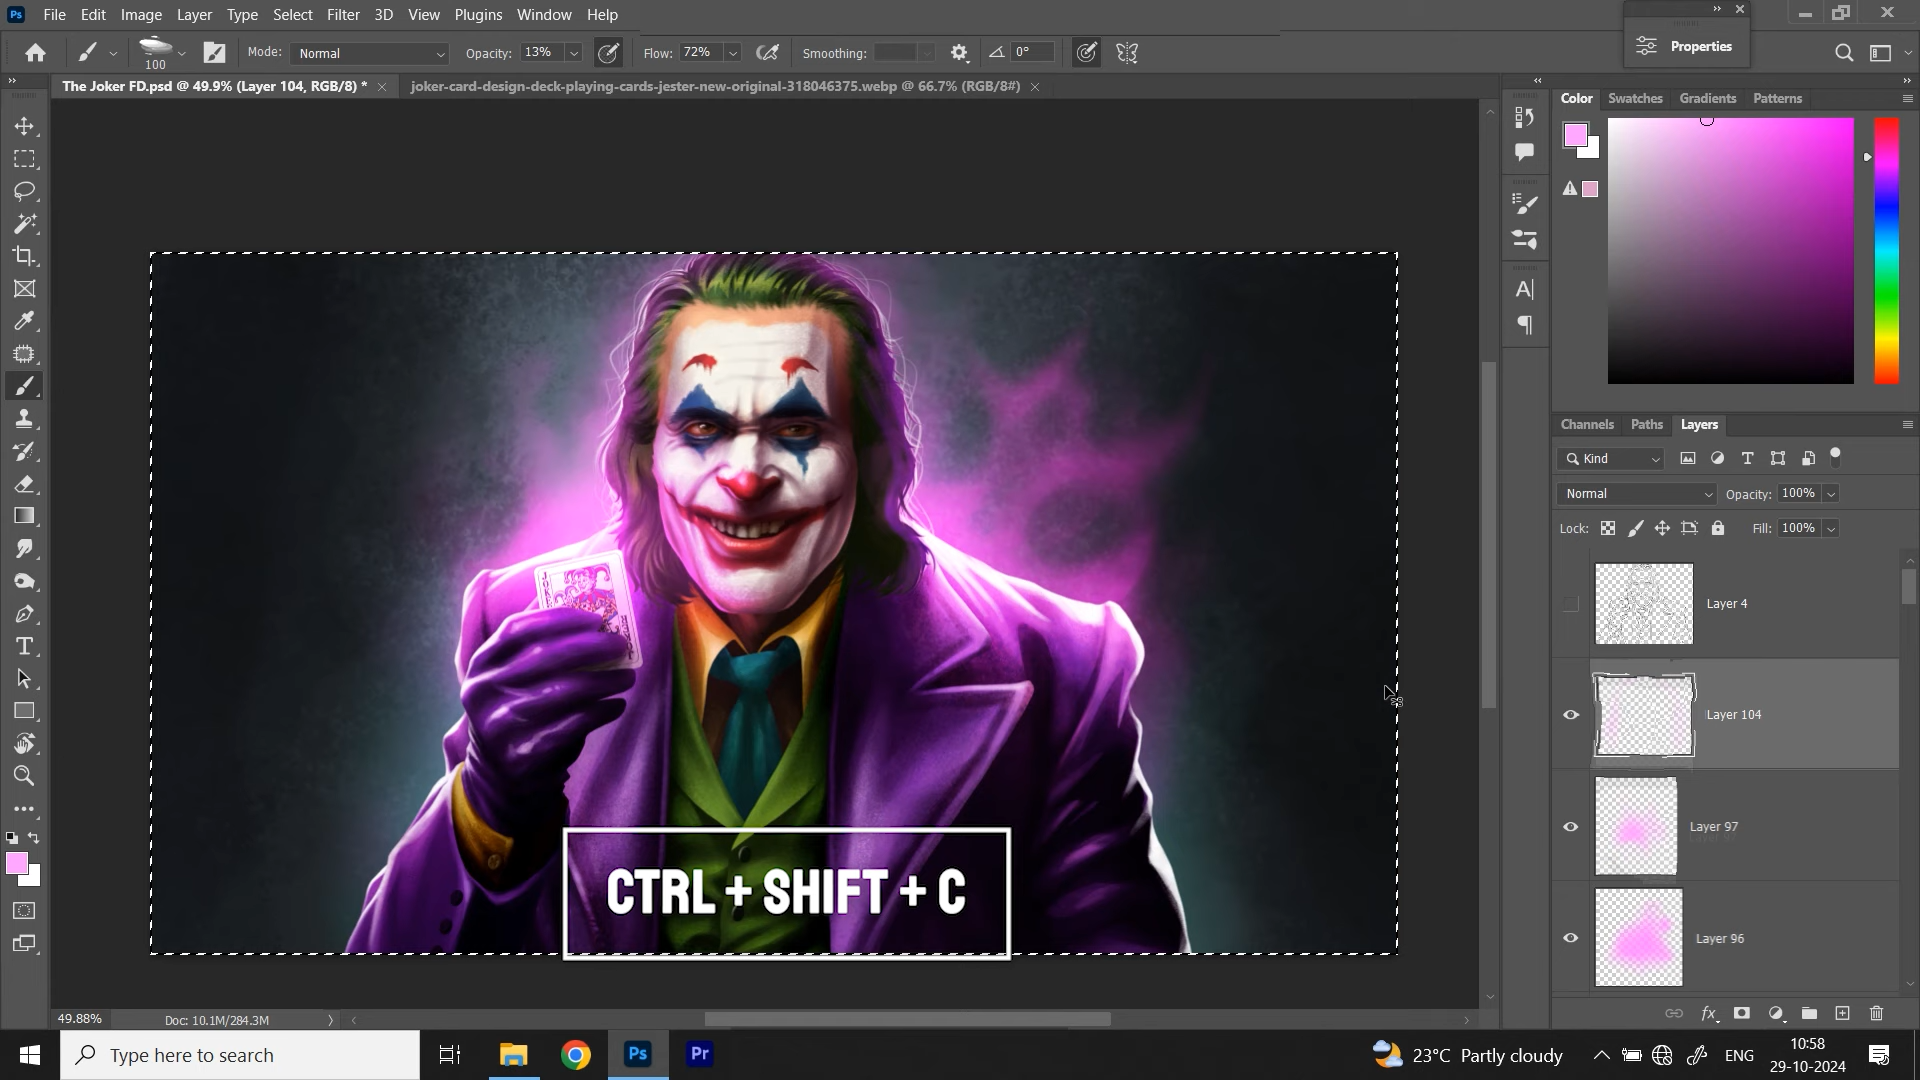 Ps File Edit Image Layer Type Select Filter 3D View Plugins Window Help
100 Mode: Normal Opacity: 13% Flow: 72% Smoothing: 0°
Properties
The Joker FD.psd @ 49.9% (Layer 104, RGB/8) * joker-card-design-deck-playing-cards-jester-new-original-318046375.webp @ 66.7% (RGB/8#)
Color Swatches Gradients Patterns
Channels Paths Layers
Kind
Normal Opacity: 100%
Lock: Fill: 100%
Layer 4
Layer 104
Layer 97
Layer 96
CTRL + SHIFT + C
49.88% Doc: 10.1M/284.3M
Type here to search
Ps Pr
23°C Partly cloudy
ENG
10:58
29-10-2024